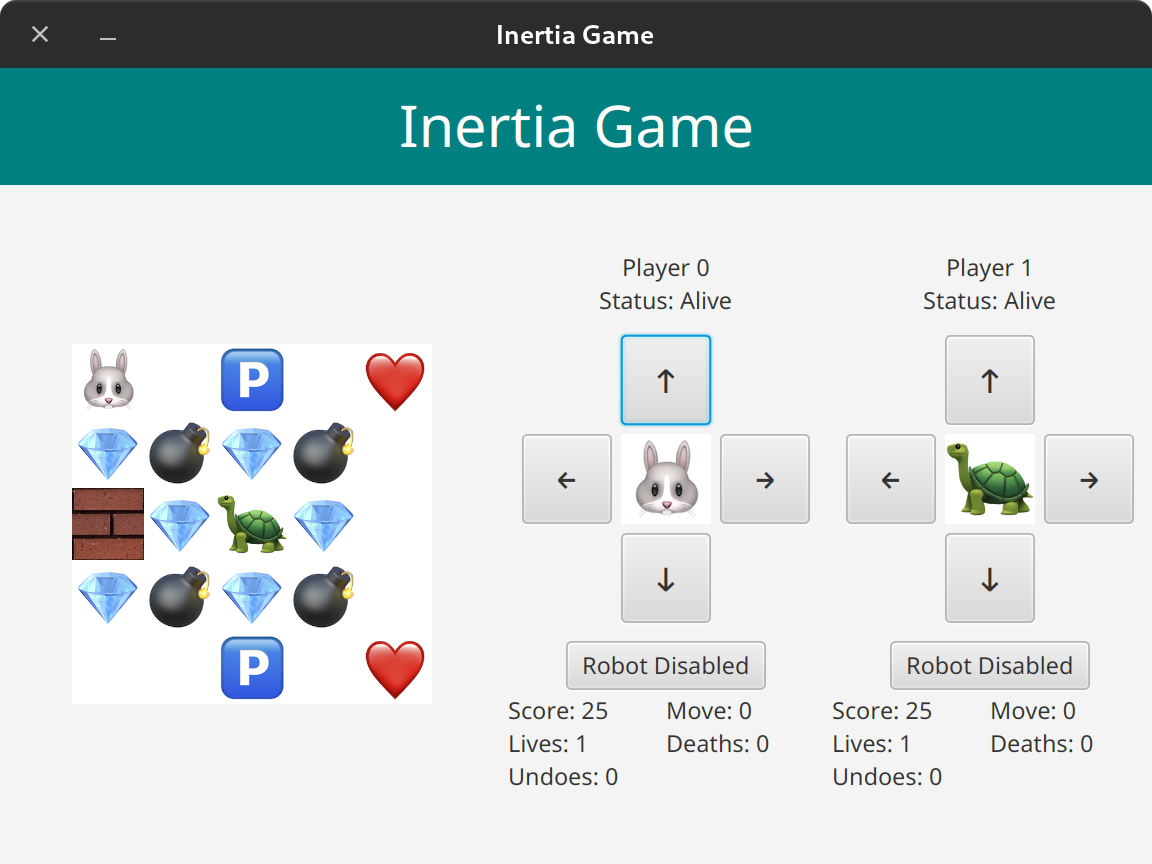 Inertia Game
Inertia Game
Player 0
Status: Alive
Player 1
Status: Alive
P
↑
↑
← →
← →
↓
↓
P
Robot Disabled
Robot Disabled
Score: 25 Move: 0
Lives: 1 Deaths: 0
Undoes: 0
Score: 25 Move: 0
Lives: 1 Deaths: 0
Undoes: 0